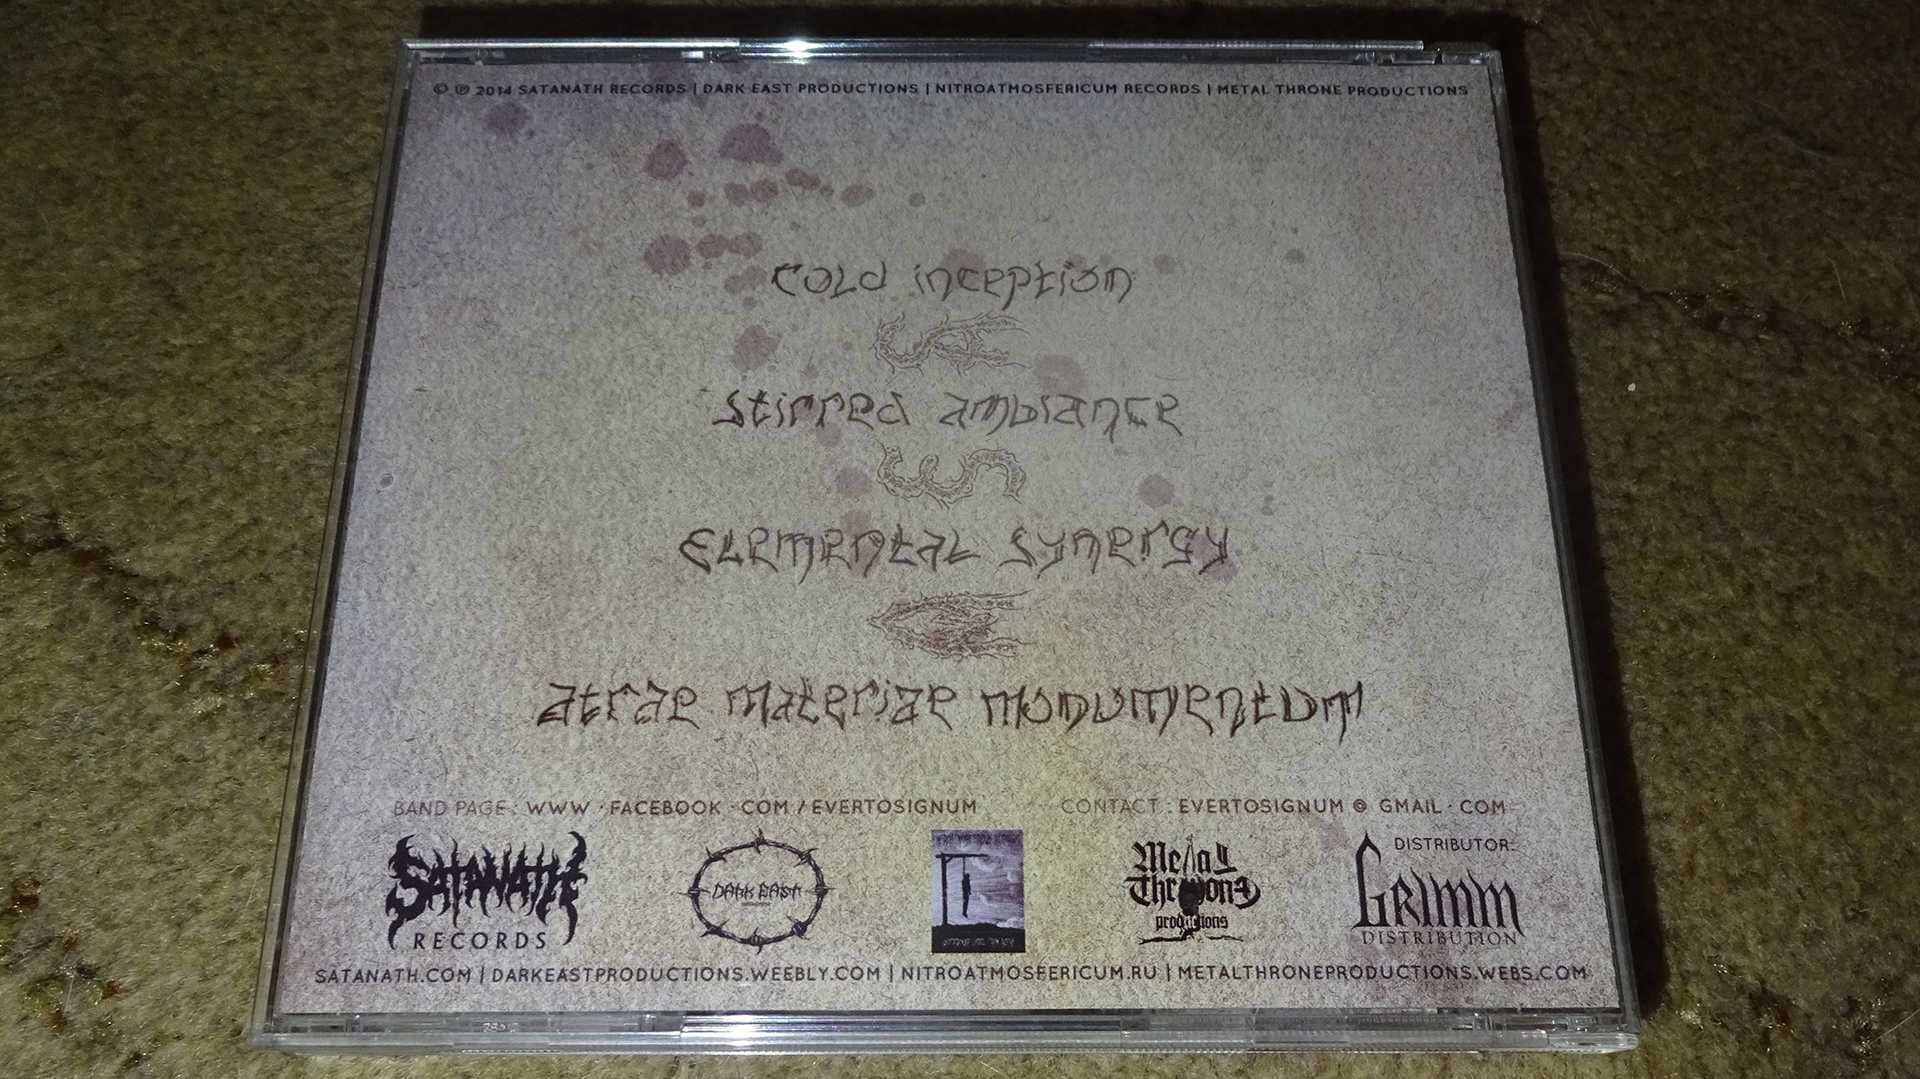 © ℗ 2014 SATANATH RECORDS | DARK EAST PRODUCTIONS | NITROATMOSFERICUM RECORDS | METAL THRONE PRODUCTIONS
Cold inception
Stirred ambiance
Elemental synergy
Atrae materiae monumentum
BAND PAGE : WWW · FACEBOOK · COM / EVERTOSIGNUM CONTACT : EVERTOSIGNUM @ GMAIL · COM
SATANATH
RECORDS
DARK EAST
Metal
Throne
productions
DISTRIBUTOR:
GRIMM
DISTRIBUTION
SATANATH.COM | DARKEASTPRODUCTIONS.WEEBLY.COM | NITROATMOSFERICUM.RU | METALTHRONEPRODUCTIONS.WEBS.COM